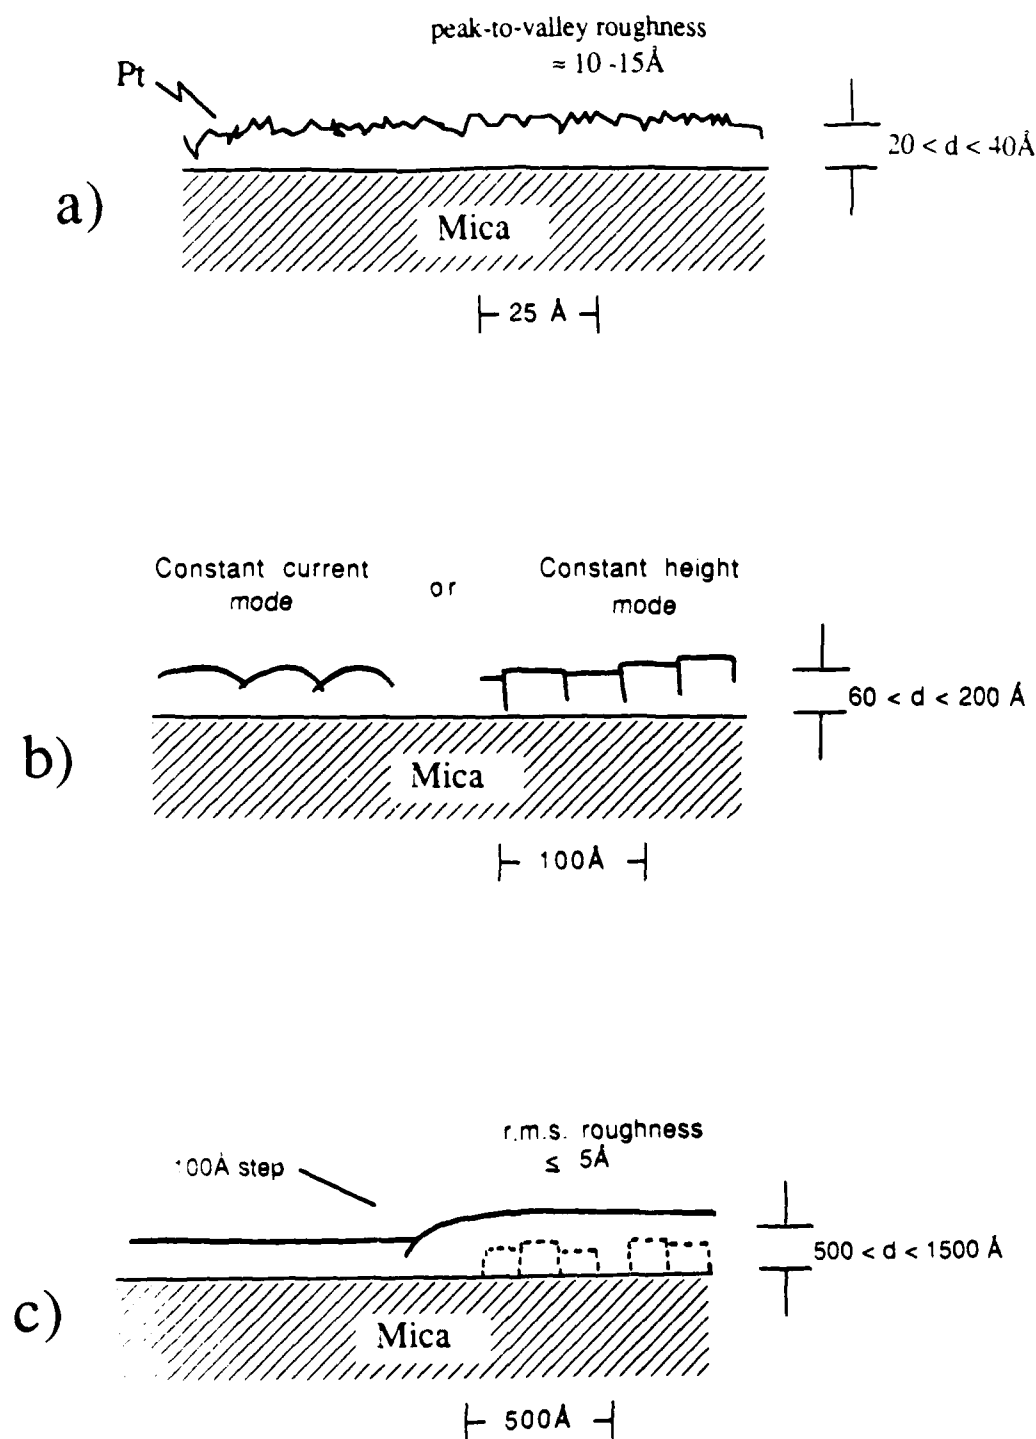 peak-to-valley roughness
≈ 10 -15Å
Pt
20 < d < 40Å
a)
Mica
25 Å
Constant current
mode
or
Constant height
mode
60 < d < 200 Å
b)
Mica
100Å
r.m.s. roughness
≤ 5Å
100Å step
500 < d < 1500 Å
c)
Mica
500Å